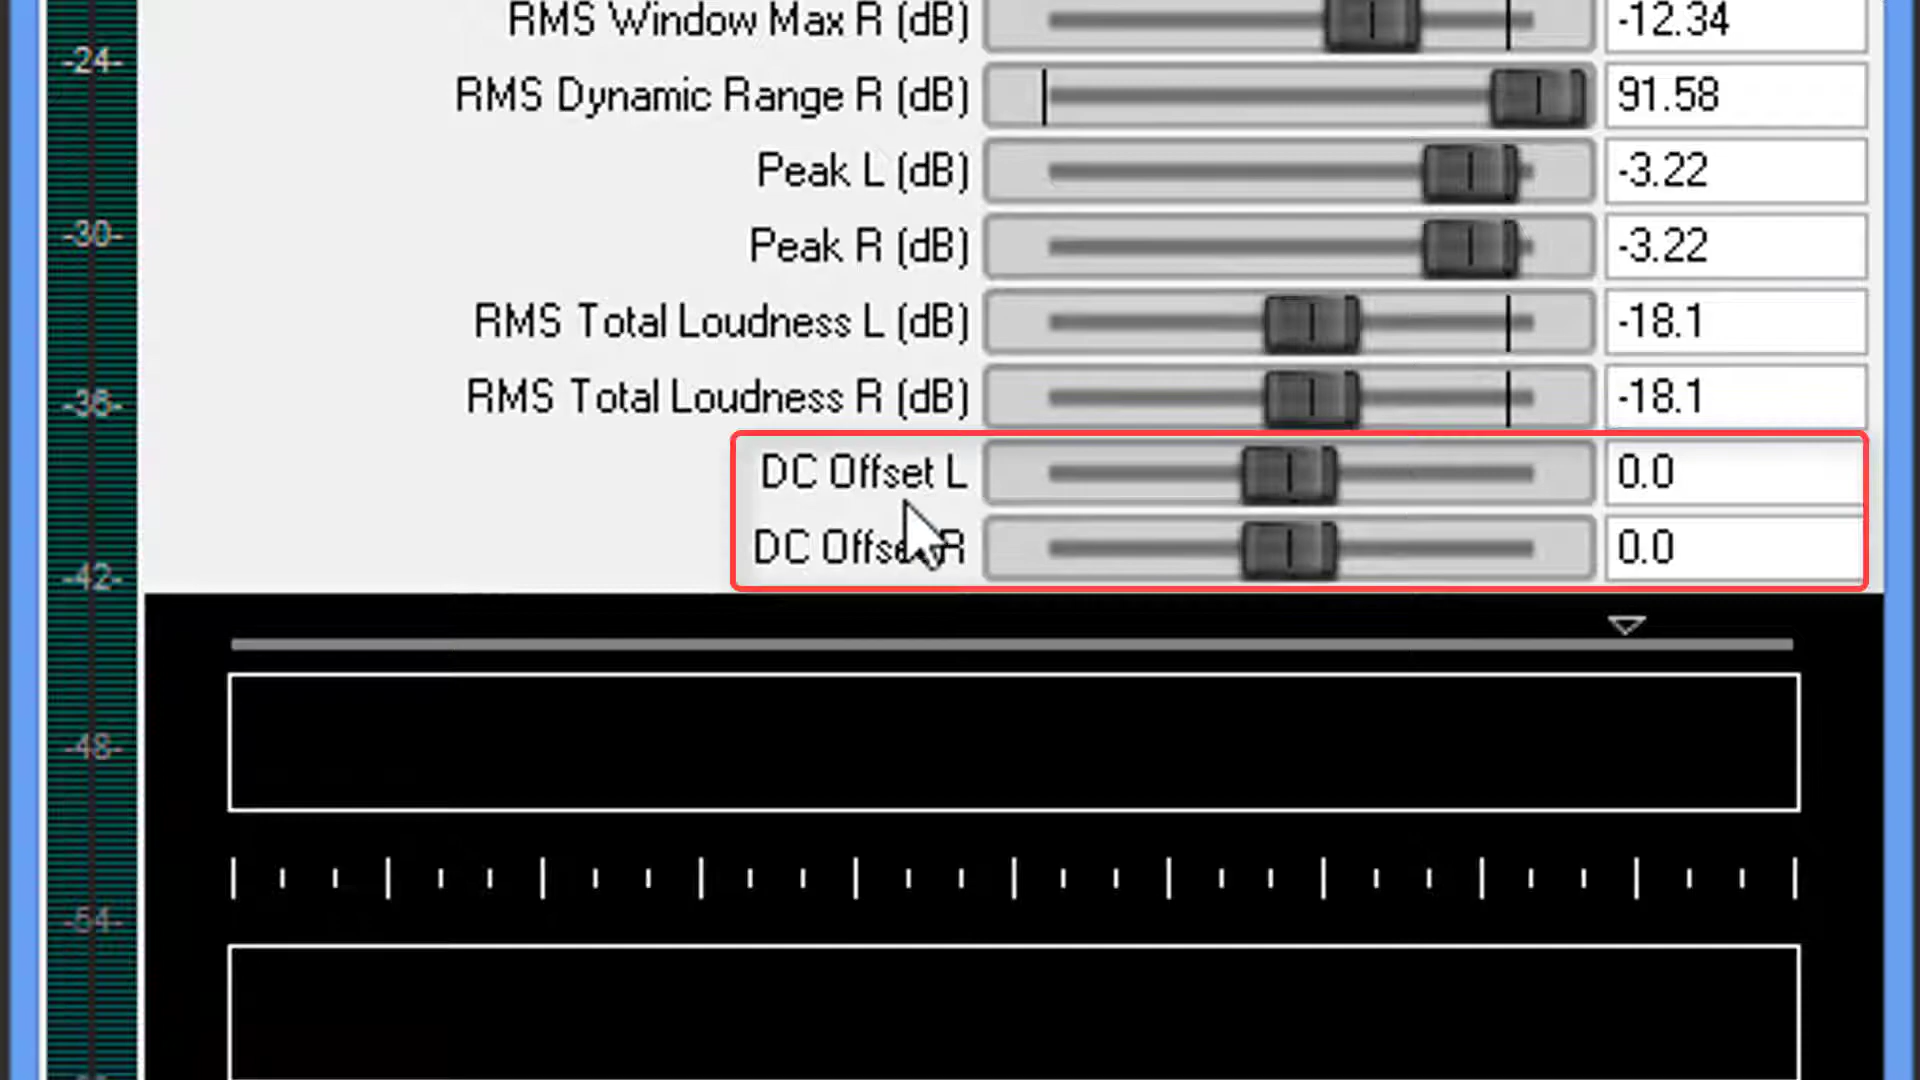 RMS Window Max R (dB) -12.34
-24-
RMS Dynamic Range R (dB) 91.58
Peak L (dB) -3.22
-30-
Peak R (dB) -3.22
RMS Total Loudness L (dB) -18.1
-36-
RMS Total Loudness R (dB) -18.1
DC Offset L 0.0
DC Offset R 0.0
-42-
-48-
-54-